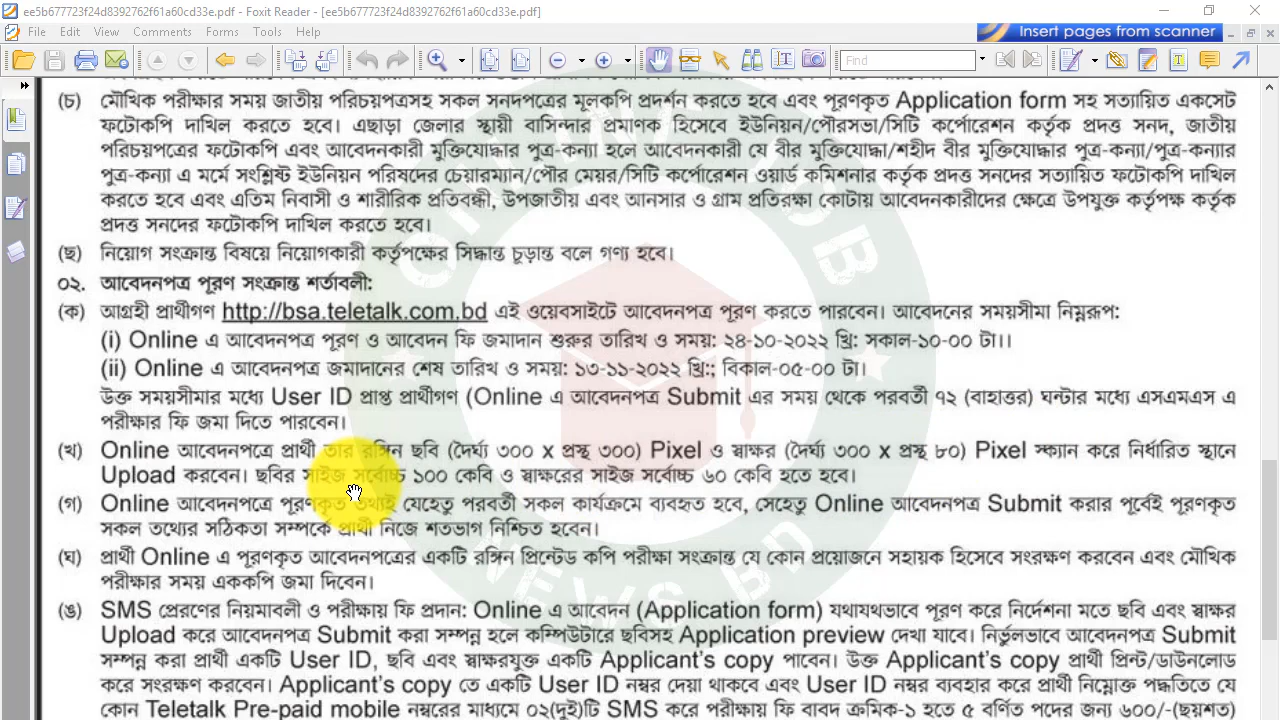 ee5b677723f24d8392762f61a60cd33e.pdf - Foxit Reader - [ee5b677723f24d8392762f61a60cd33e.pdf]
File Edit View Comments Forms Tools Help
Insert pages from scanner
Find
(চ) মৌখিক পরীক্ষার সময় জাতীয় পরিচয়পত্রসহ সকল সনদপত্রের মূলকপি প্রদর্শন করতে হবে এবং পূরণকৃত Application form সহ সত্যায়িত একসেট
ফটোকপি দাখিল করতে হবে। এছাড়া জেলার স্থায়ী বাসিন্দার প্রমাণক হিসেবে ইউনিয়ন/পৌরসভা/সিটি কর্পোরেশন কর্তৃক প্রদত্ত সনদ, জাতীয়
পরিচয়পত্রের ফটোকপি এবং আবেদনকারী মুক্তিযোদ্ধার পুত্র-কন্যা হলে আবেদনকারী যে বীর মুক্তিযোদ্ধা/শহীদ বীর মুক্তিযোদ্ধার পুত্র-কন্যা/পুত্র-কন্যার
পুত্র-কন্যা এ মর্মে সংশ্লিষ্ট ইউনিয়ন পরিষদের চেয়ারম্যান/পৌর মেয়র/সিটি কর্পোরেশন ওয়ার্ড কমিশনার কর্তৃক প্রদত্ত সনদের সত্যায়িত ফটোকপি দাখিল
করতে হবে এবং এতিম নিবাসী ও শারীরিক প্রতিবন্ধী, উপজাতীয় এবং আনসার ও গ্রাম প্রতিরক্ষা কোটায় আবেদনকারীদের ক্ষেত্রে উপযুক্ত কর্তৃপক্ষ কর্তৃক
প্রদত্ত সনদের ফটোকপি দাখিল করতে হবে।
(ছ) নিয়োগ সংক্রান্ত বিষয়ে নিয়োগকারী কর্তৃপক্ষের সিদ্ধান্ত চূড়ান্ত বলে গণ্য হবে।
০২. আবেদনপত্র পূরণ সংক্রান্ত শর্তাবলী:
(ক) আগ্রহী প্রার্থীগণ http://bsa.teletalk.com.bd এই ওয়েবসাইটে আবেদনপত্র পূরণ করতে পারবেন। আবেদনের সময়সীমা নিম্নরূপ:
(i) Online এ আবেদনপত্র পূরণ ও আবেদন ফি জমাদান শুরুর তারিখ ও সময়: ২৪-১০-২০২২ খ্রি: সকাল-১০-০০ টা।।
(ii) Online এ আবেদনপত্র জমাদানের শেষ তারিখ ও সময়: ১৩-১১-২০২২ খ্রি:; বিকাল-০৫-০০ টা।
উক্ত সময়সীমার মধ্যে User ID প্রাপ্ত প্রার্থীগণ (Online এ আবেদনপত্র Submit এর সময় থেকে পরবর্তী ৭২ (বাহাত্তর) ঘন্টার মধ্যে এসএমএস এ
পরীক্ষার ফি জমা দিতে পারবেন।
(খ) Online আবেদনপত্রে প্রার্থী তার রঙ্গিন ছবি (দৈর্ঘ্য ৩০০ x প্রস্থ ৩০০) Pixel ও স্বাক্ষর (দৈর্ঘ্য ৩০০ x প্রস্থ ৮০) Pixel স্ক্যান করে নির্ধারিত স্থানে
Upload করবেন। ছবির সাইজ সর্বোচ্চ ১০০ কেবি ও স্বাক্ষরের সাইজ সর্বোচ্চ ৬০ কেবি হতে হবে।
(গ) Online আবেদনপত্রে পূরণকৃত তথ্যই যেহেতু পরবর্তী সকল কার্যক্রমে ব্যবহৃত হবে, সেহেতু Online আবেদনপত্র Submit করার পূর্বেই পূরণকৃত
সকল তথ্যের সঠিকতা সম্পর্কে প্রার্থী নিজে শতভাগ নিশ্চিত হবেন।
(ঘ) প্রার্থী Online এ পূরণকৃত আবেদনপত্রের একটি রঙ্গিন প্রিন্টেড কপি পরীক্ষা সংক্রান্ত যে কোন প্রয়োজনে সহায়ক হিসেবে সংরক্ষণ করবেন এবং মৌখিক
পরীক্ষার সময় এককপি জমা দিবেন।
(ঙ) SMS প্রেরণের নিয়মাবলী ও পরীক্ষায় ফি প্রদান: Online এ আবেদন (Application form) যথাযথভাবে পূরণ করে নির্দেশনা মতে ছবি এবং স্বাক্ষর
Upload করে আবেদনপত্র Submit করা সম্পন্ন হলে কম্পিউটারে ছবিসহ Application preview দেখা যাবে। নির্ভুলভাবে আবেদনপত্র Submit
সম্পন্ন করা প্রার্থী একটি User ID, ছবি এবং স্বাক্ষরযুক্ত একটি Applicant's copy পাবেন। উক্ত Applicant's copy প্রার্থী প্রিন্ট/ডাউনলোড
করে সংরক্ষণ করবেন। Applicant's copy তে একটি User ID নম্বর দেয়া থাকবে এবং User ID নম্বর ব্যবহার করে প্রার্থী নিম্নোক্ত পদ্ধতিতে যে
কোন Teletalk Pre-paid mobile নম্বরের মাধ্যমে ০২(দুই)টি SMS করে পরীক্ষায় ফি বাবদ ক্রমিক-১ হতে ৫ বর্ণিত পদের জন্য ৬০০/-(ছয়শত)